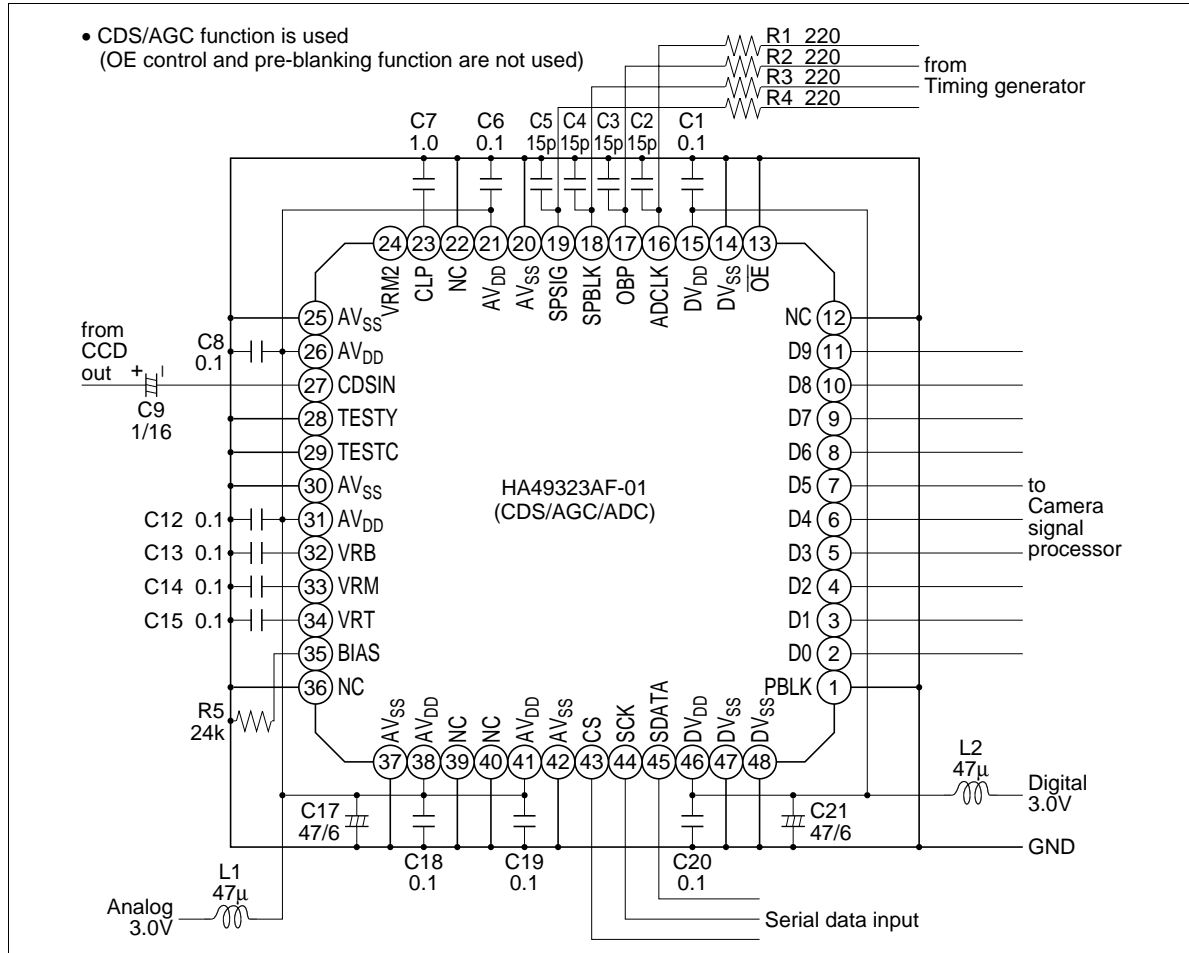 • CDS/AGC function is used
(OE control and pre-blanking function are not used)
R1 220
R2 220
R3 220
R4 220
from
Timing generator
C7
1.0
C6
0.1
C5
15p
C4
15p
C3
15p
C2
15p
C1
0.1
24
23
22
21
20
19
18
17
16
15
14
13
VRM2
CLP
NC
AVDD
AVSS
SPSIG
SPBLK
OBP
ADCLK
DVDD
DVSS
OE
from
CCD
out
+
-
C9
1/16
C8
0.1
C12 0.1
C13 0.1
C14 0.1
C15 0.1
R5
24k
25 AVSS
26 AVDD
27 CDSIN
28 TESTY
29 TESTC
30 AVSS
31 AVDD
32 VRB
33 VRM
34 VRT
35 BIAS
36 NC
HA49323AF-01
(CDS/AGC/ADC)
NC 12
D9 11
D8 10
D7 9
D6 8
D5 7
D4 6
D3 5
D2 4
D1 3
D0 2
PBLK 1
to
Camera
signal
processor
AVSS
AVDD
NC
NC
AVDD
AVSS
CS
SCK
SDATA
DVDD
DVSS
DVSS
37
38
39
40
41
42
43
44
45
46
47
48
L2
47μ
Digital
3.0V
C17
47/6
C21
47/6
GND
C18
0.1
C19
0.1
C20
0.1
L1
47μ
Analog
3.0V
Serial data input